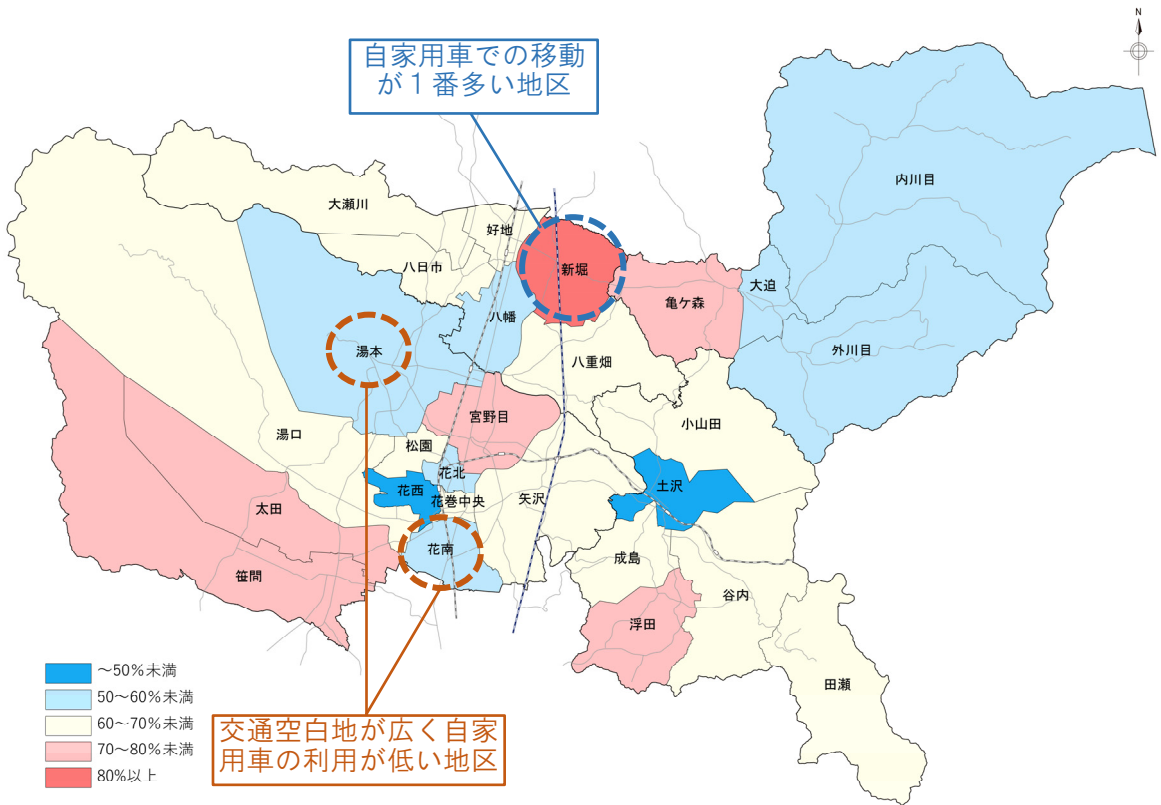 N
自家用車での移動
が１番多い地区
内川目
大瀬川
好地
新堀
八日市
大迫
亀ケ森
八幡
湯本
外川目
八重畑
宮野目
小山田
湯口
松園
花北
花西
土沢
矢沢
花巻中央
太田
花南
成島
笹間
谷内
浮田
田瀬
～50%未満
50～60%未満
60～70%未満
70～80%未満
80%以上
交通空白地が広く自家
用車の利用が低い地区